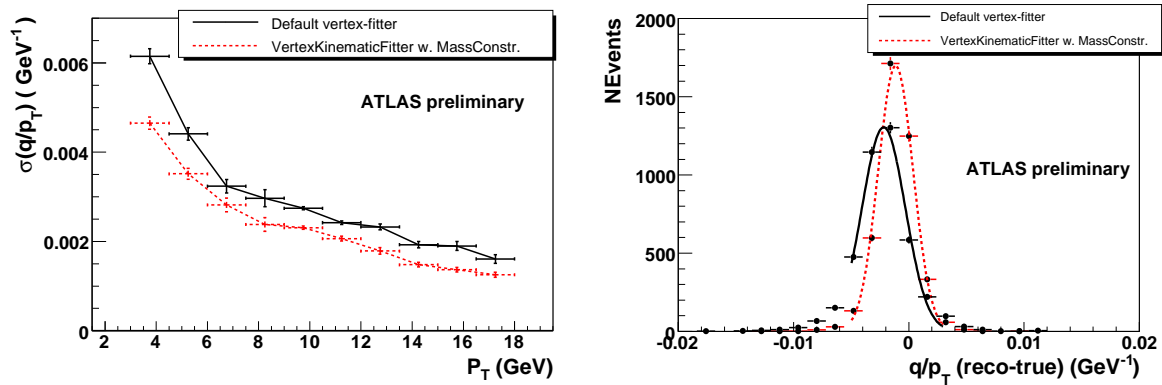 Default vertex-fitter
VertexKinematicFitter w. MassConstr.
ATLAS preliminary
σ(q/p_T) ( GeV⁻¹)
0.006
0.004
0.002
0
2 4 6 8 10 12 14 16 18
P_T (GeV)
Default vertex-fitter
VertexKinematicFitter w. MassConstr.
ATLAS preliminary
NEvents
2000
1500
1000
500
0
-0.02 -0.01 0 0.01 0.02
q/p_T (reco-true) (GeV⁻¹)